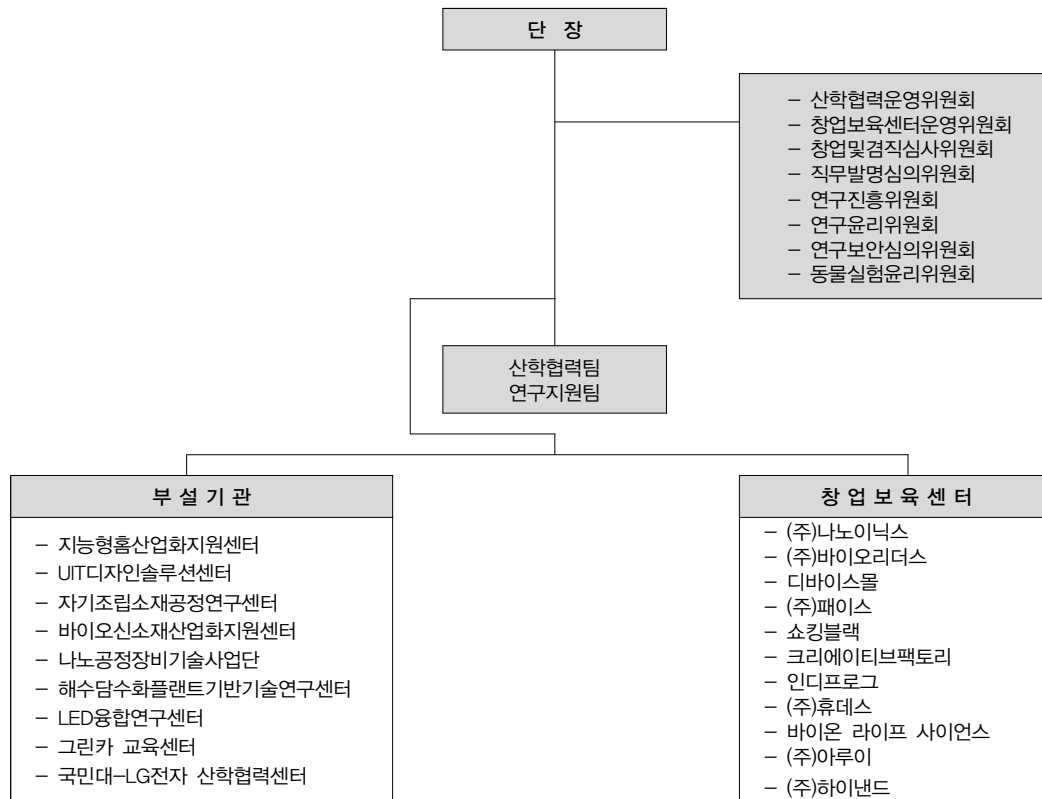 단 장
– 산학협력운영위원회
– 창업보육센터운영위원회
– 창업및겸직심사위원회
– 직무발명심의위원회
– 연구진흥위원회
– 연구윤리위원회
– 연구보안심의위원회
– 동물실험윤리위원회
산학협력팀
연구지원팀
부 설 기 관
– 지능형홈산업화지원센터
– UIT디자인솔루션센터
– 자기조립소재공정연구센터
– 바이오신소재산업화지원센터
– 나노공정장비기술사업단
– 해수담수화플랜트기반기술연구센터
– LED융합연구센터
– 그린카 교육센터
– 국민대–LG전자 산학협력센터
창 업 보 육 센 터
– (주)나노이닉스
– (주)바이오리더스
– 디바이스몰
– (주)패이스
– 쇼킹블랙
– 크리에이티브팩토리
– 인디프로그
– (주)휴데스
– 바이온 라이프 사이언스
– (주)아루이
– (주)하이낸드